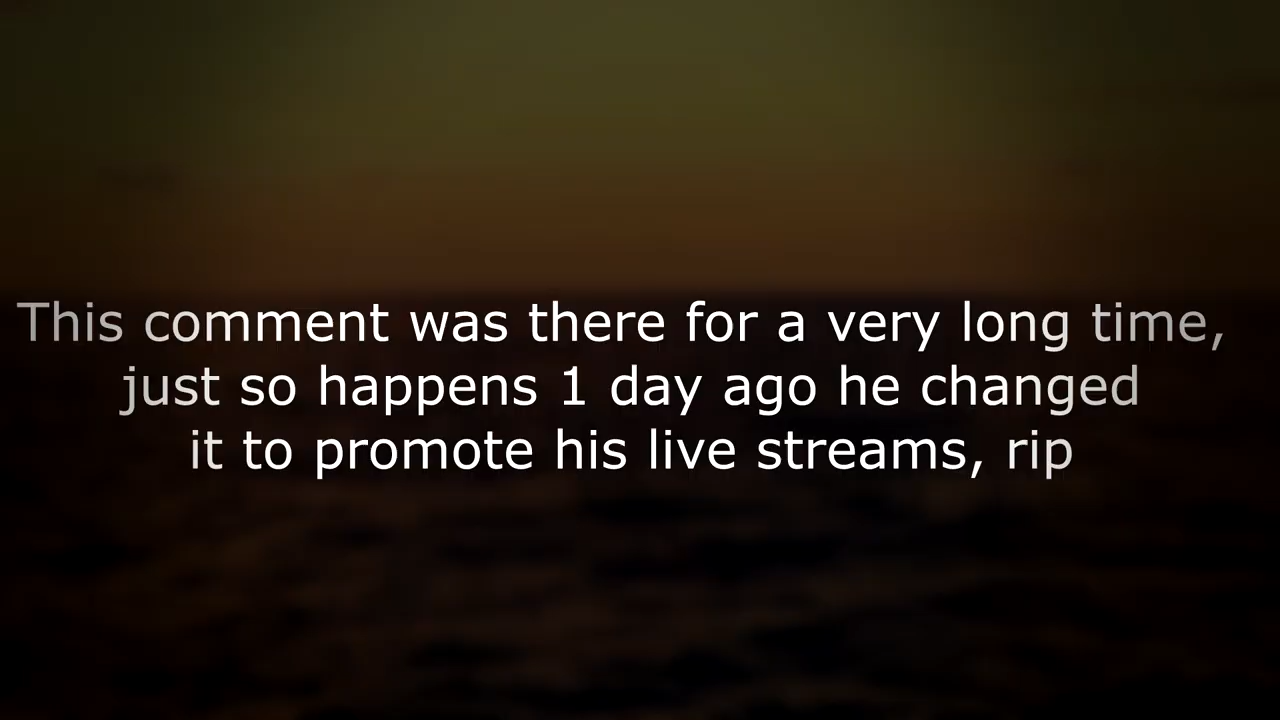 This comment was there for a very long time,
just so happens 1 day ago he changed
it to promote his live streams, rip